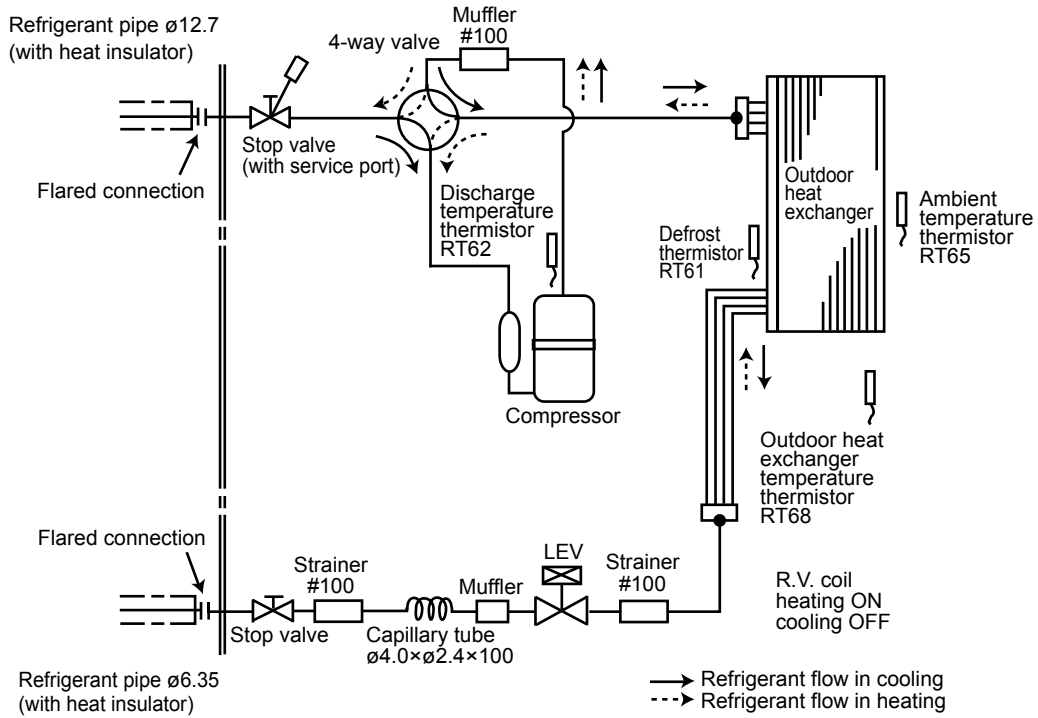 Refrigerant pipe ø12.7
(with heat insulator)
Muffler
#100
4-way valve
Stop valve
(with service port)
Flared connection
Discharge
temperature
thermistor
RT62
Outdoor
heat
exchanger
Ambient
temperature
thermistor
RT65
Defrost
thermistor
RT61
Compressor
Outdoor heat
exchanger
temperature
thermistor
RT68
Flared connection
Strainer
#100
Muffler
LEV
Strainer
#100
R.V. coil
heating ON
cooling OFF
Stop valve
Capillary tube
ø4.0×ø2.4×100
Refrigerant pipe ø6.35
(with heat insulator)
Refrigerant flow in cooling
Refrigerant flow in heating